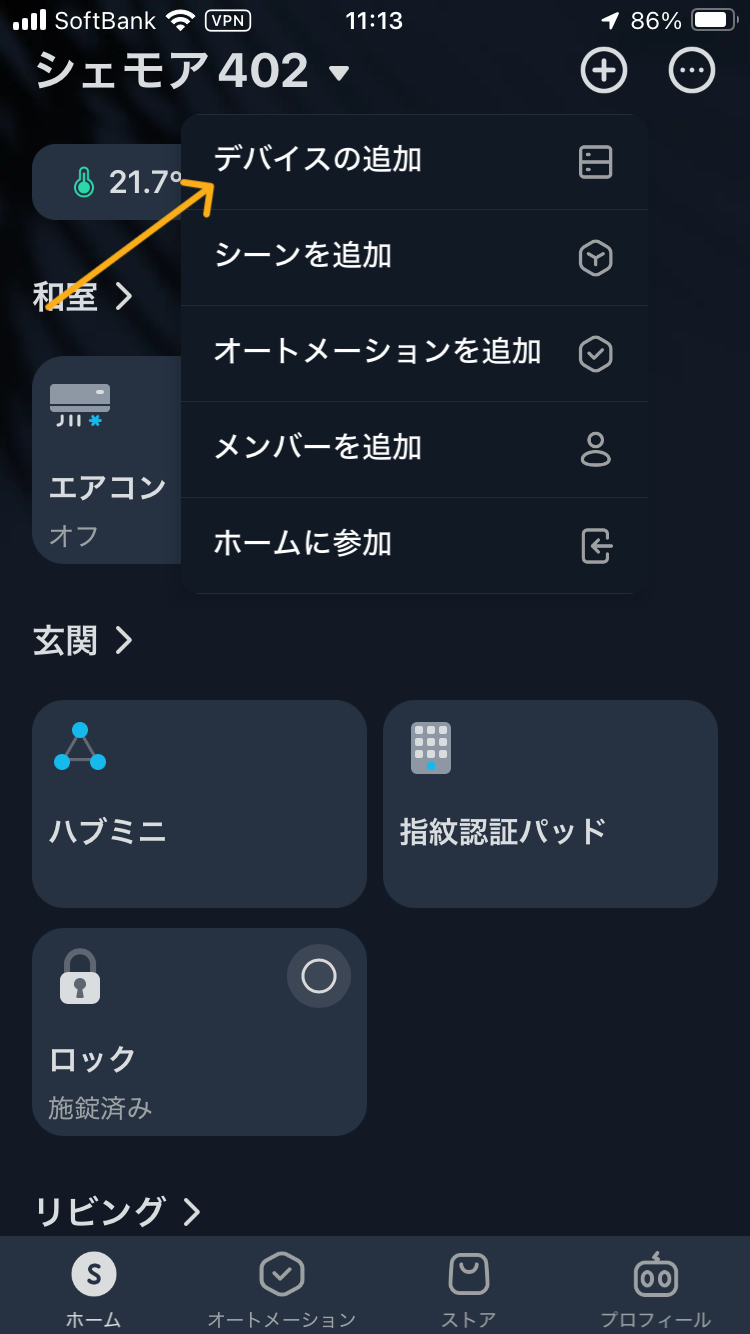 SoftBank VPN 11:13 86%
シェモア402
デバイスの追加
21.7°
シーンを追加
和室
オートメーションを追加
メンバーを追加
エアコン
オフ
ホームに参加
玄関
ハブミニ
指紋認証パッド
ロック
施錠済み
リビング
S
ホーム
オートメーション
ストア
プロフィール